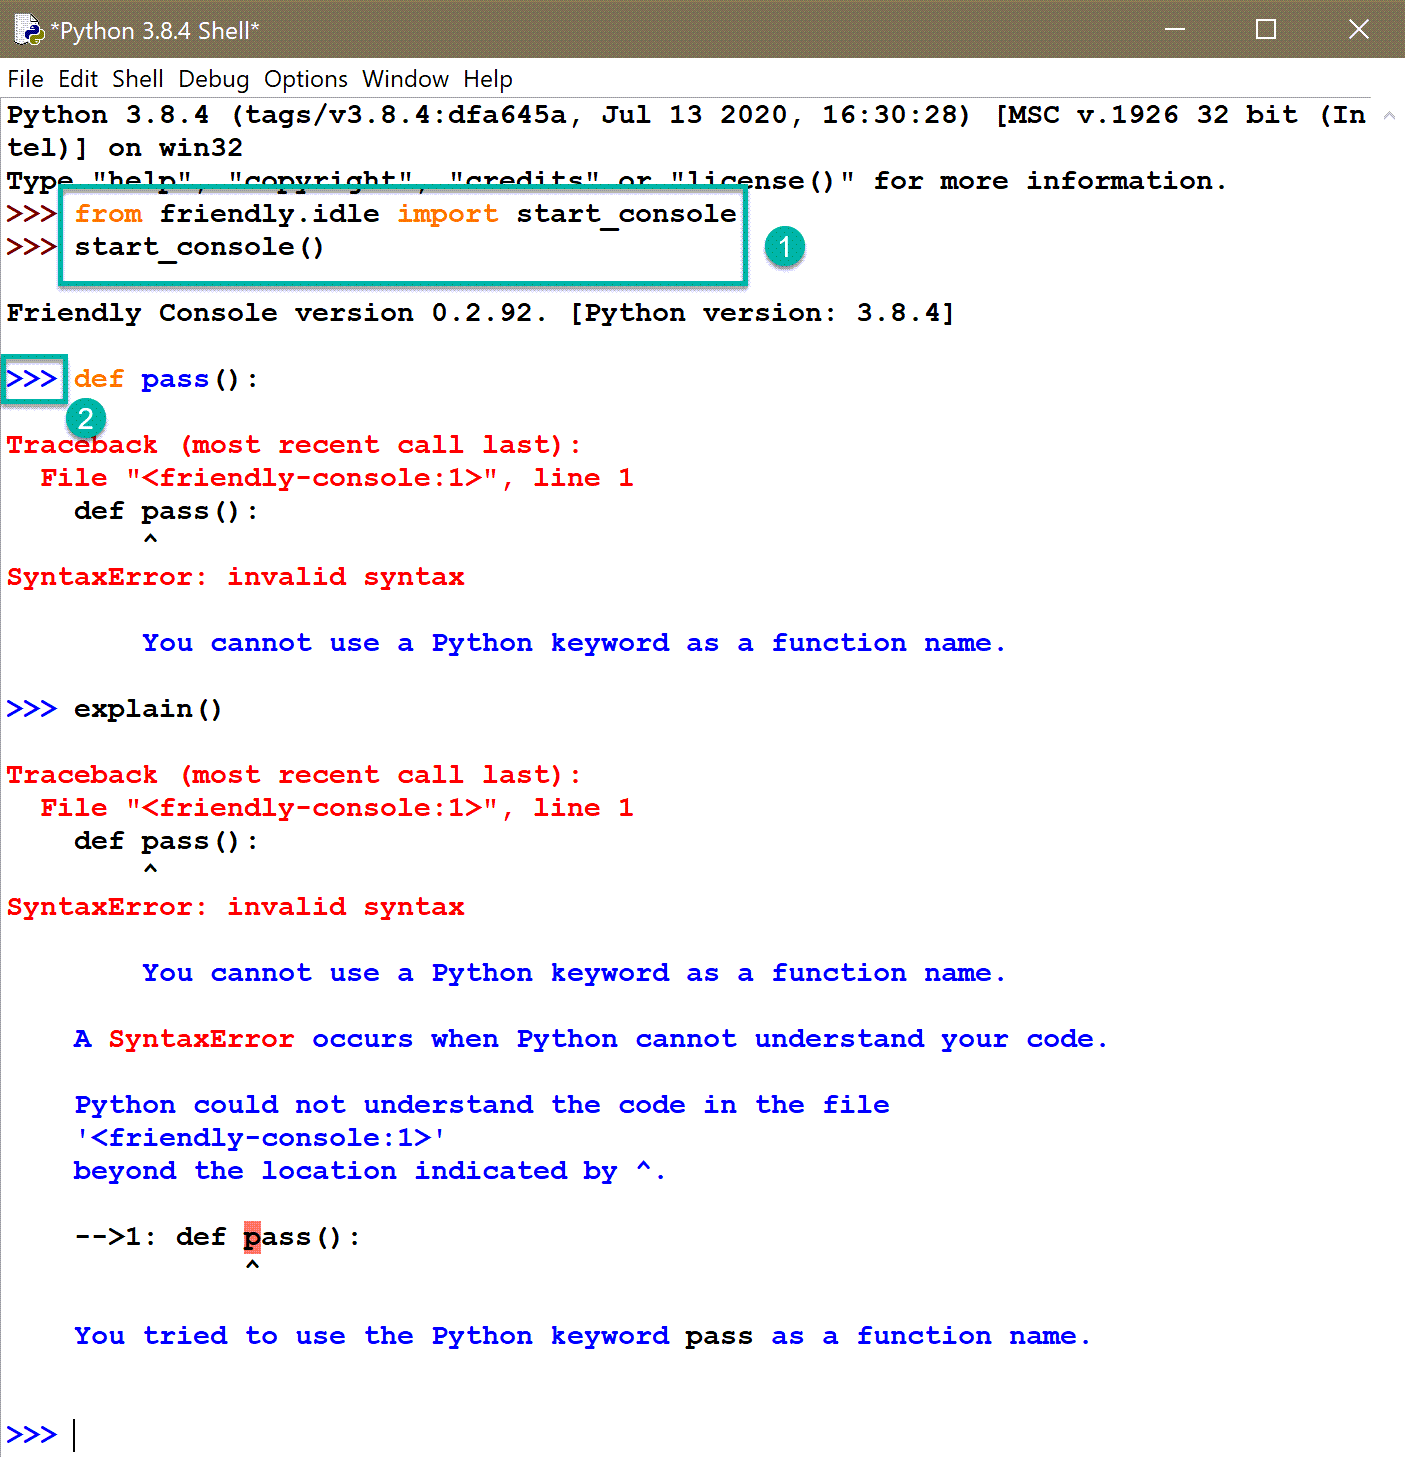 *Python 3.8.4 Shell*
File Edit Shell Debug Options Window Help
Python 3.8.4 (tags/v3.8.4:dfa645a, Jul 13 2020, 16:30:28) [MSC v.1926 32 bit (In
tel)] on win32
Type "help", "copyright", "credits" or "license()" for more information.
>>> from friendly.idle import start_console
>>> start_console()
1
Friendly Console version 0.2.92. [Python version: 3.8.4]
>>> def pass():
2
Traceback (most recent call last):
  File "<friendly-console:1>", line 1
    def pass():
        ^
SyntaxError: invalid syntax
        You cannot use a Python keyword as a function name.
>>> explain()
Traceback (most recent call last):
  File "<friendly-console:1>", line 1
    def pass():
        ^
SyntaxError: invalid syntax
        You cannot use a Python keyword as a function name.
    A SyntaxError occurs when Python cannot understand your code.
    Python could not understand the code in the file
    '<friendly-console:1>'
    beyond the location indicated by ^.
    -->1: def pass():
              ^
    You tried to use the Python keyword pass as a function name.
>>>